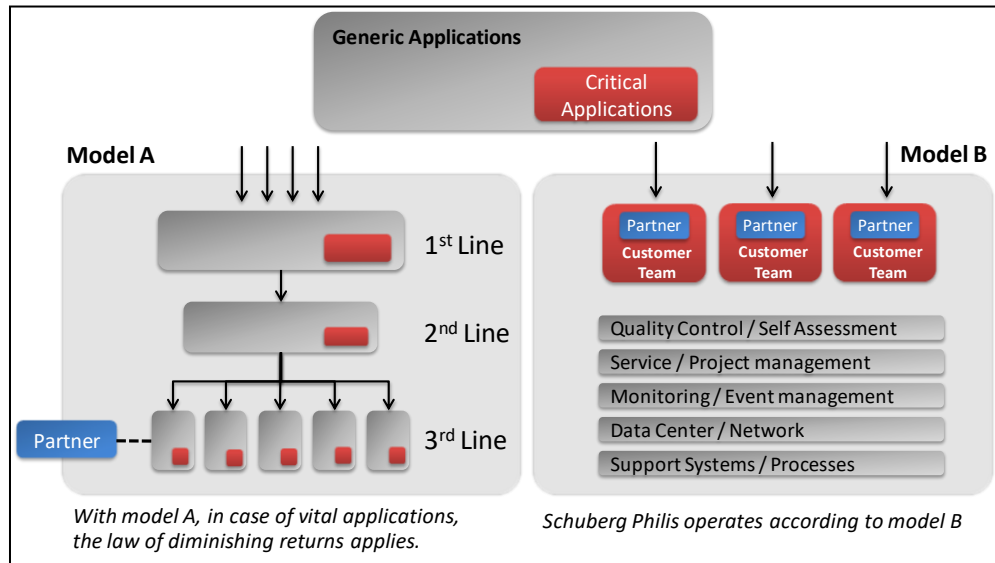 Generic Applications
Critical
Applications
Model A
Model B
1st Line
2nd Line
3rd Line
Partner
With model A, in case of vital applications,
the law of diminishing returns applies.
Partner
Customer
Team
Partner
Customer
Team
Partner
Customer
Team
Quality Control / Self Assessment
Service / Project management
Monitoring / Event management
Data Center / Network
Support Systems / Processes
Schuberg Philis operates according to model B